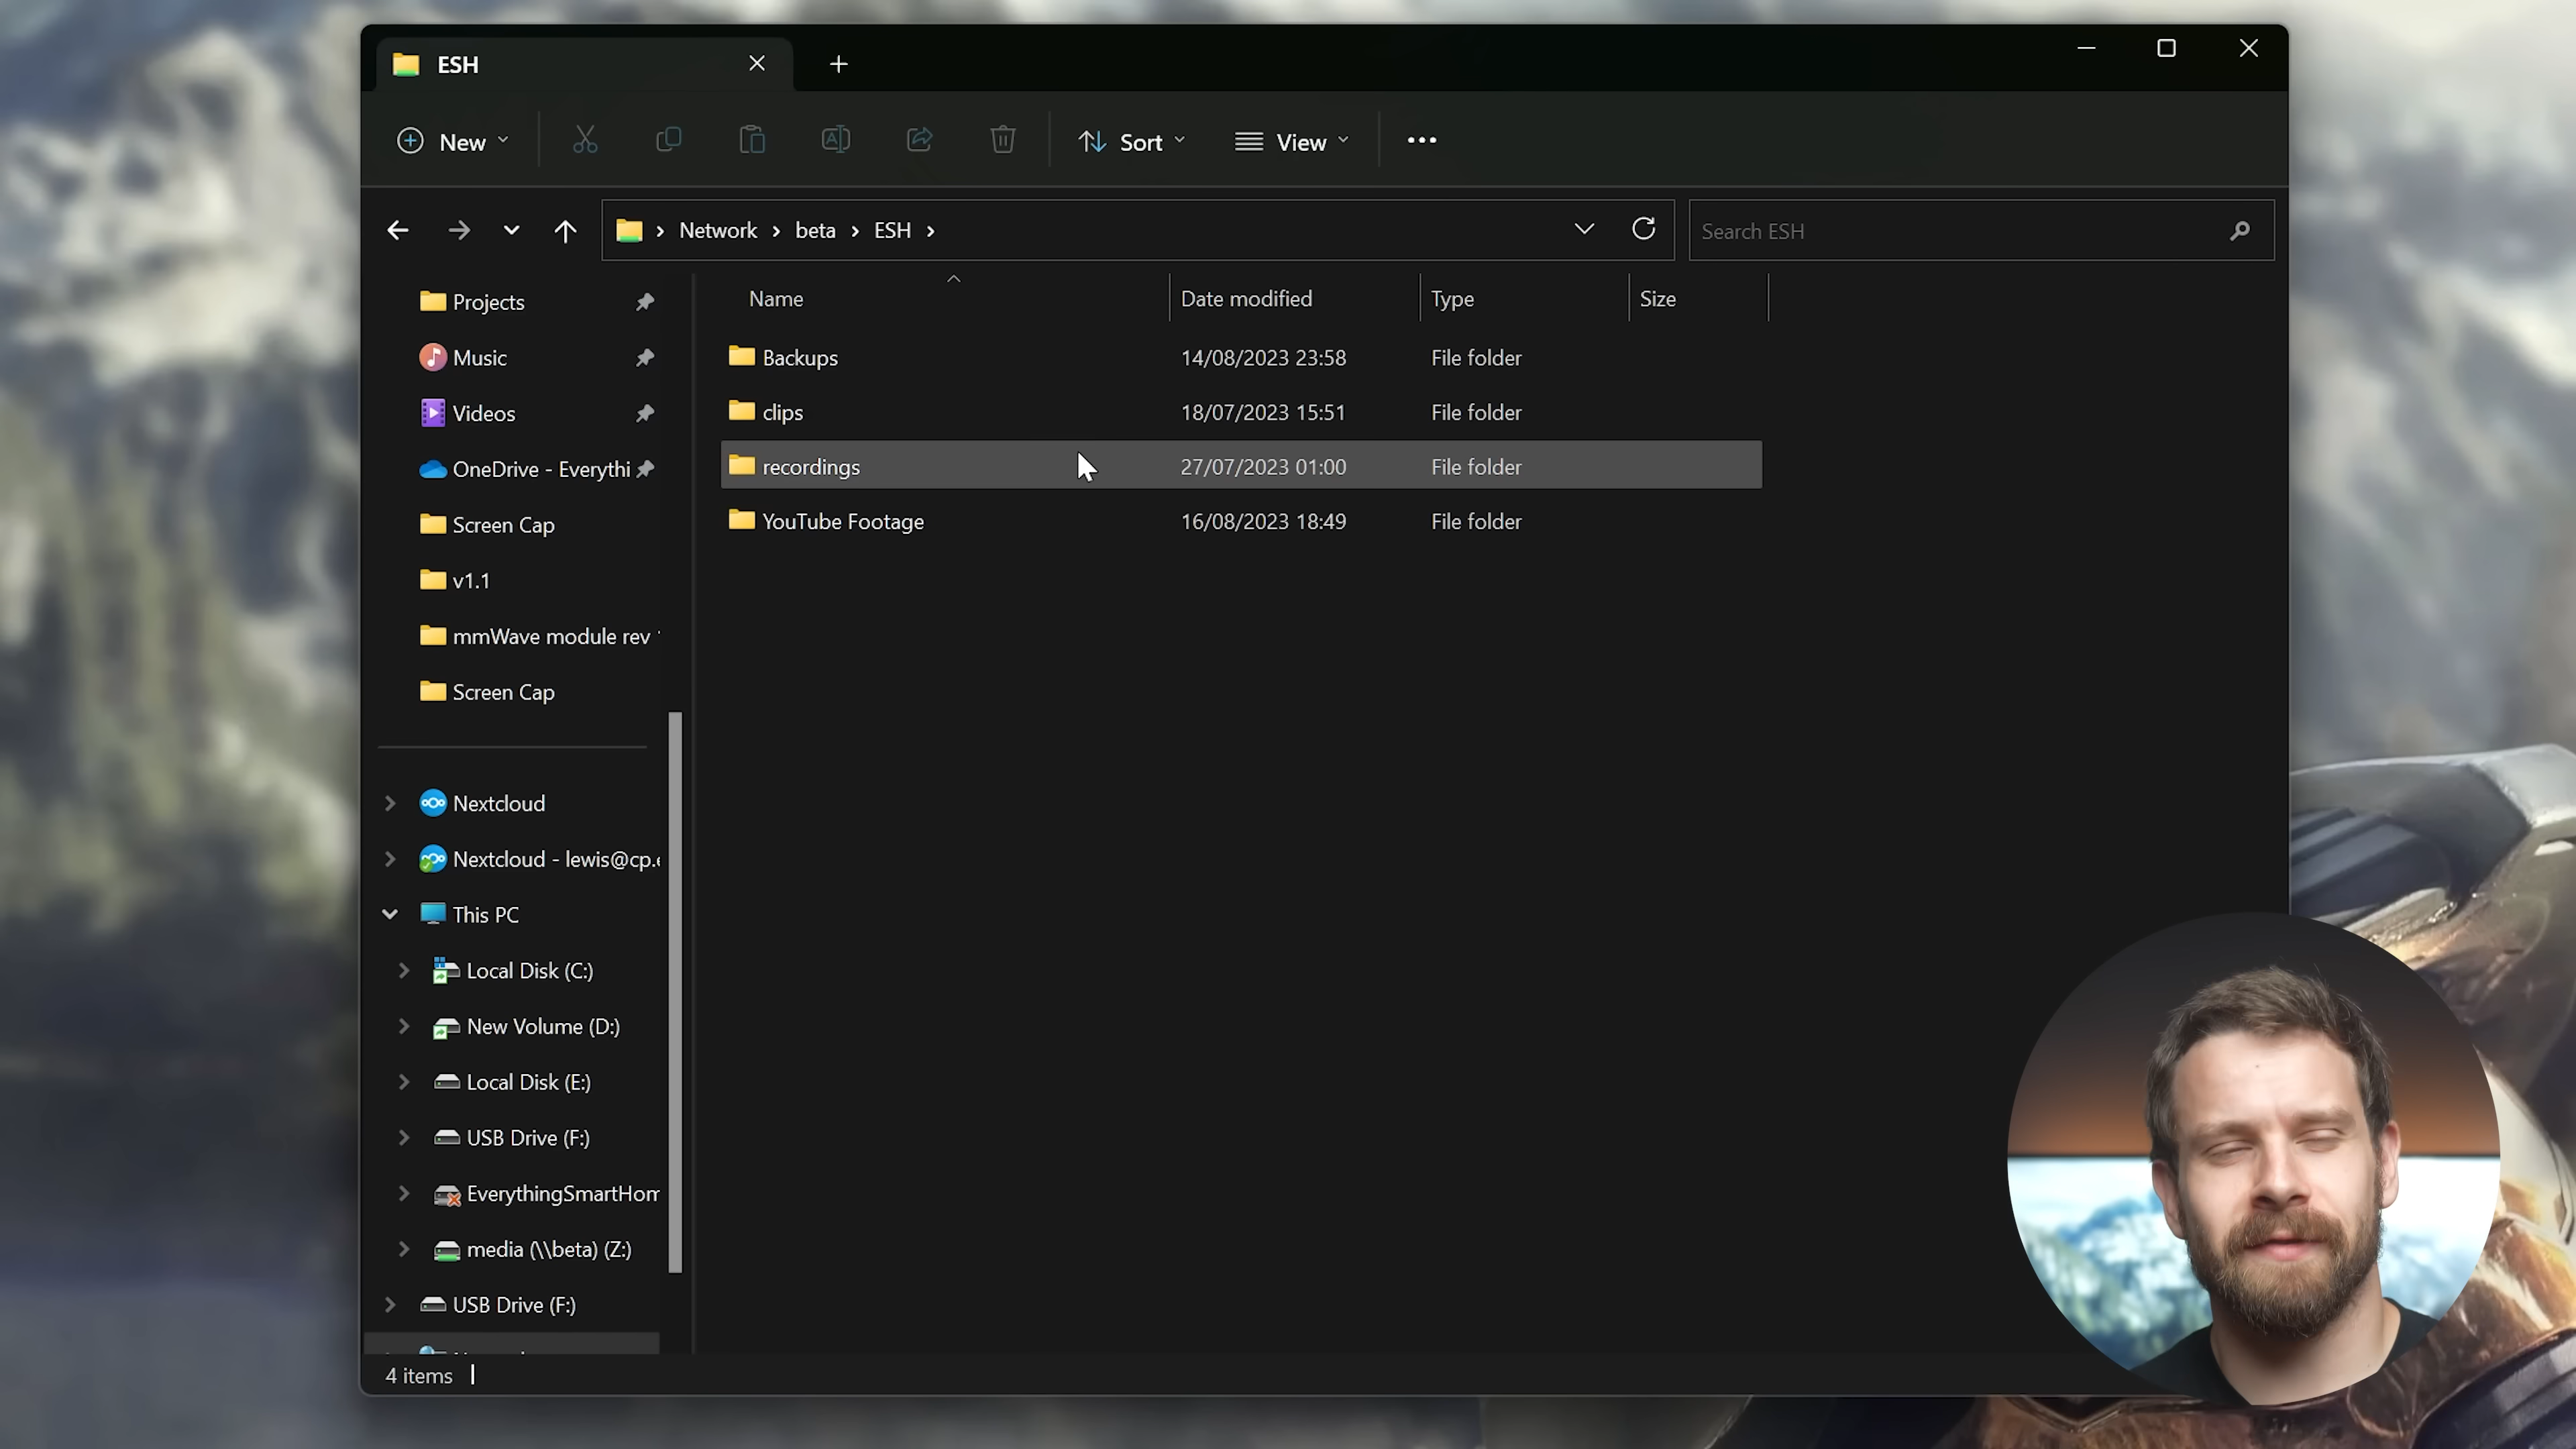 ESH
New
Sort
View
Network
beta
ESH
Search ESH
Name
Date modified
Type
Size
Projects
Music
Videos
OneDrive - Everythi
Screen Cap
v1.1
mmWave module rev
Screen Cap
Nextcloud
Nextcloud - lewis@cp.
This PC
Local Disk (C:)
New Volume (D:)
Local Disk (E:)
USB Drive (F:)
EverythingSmartHom
media (\\beta) (Z:)
USB Drive (F:)
Backups 14/08/2023 23:58 File folder
clips 18/07/2023 15:51 File folder
recordings 27/07/2023 01:00 File folder
YouTube Footage 16/08/2023 18:49 File folder
4 items